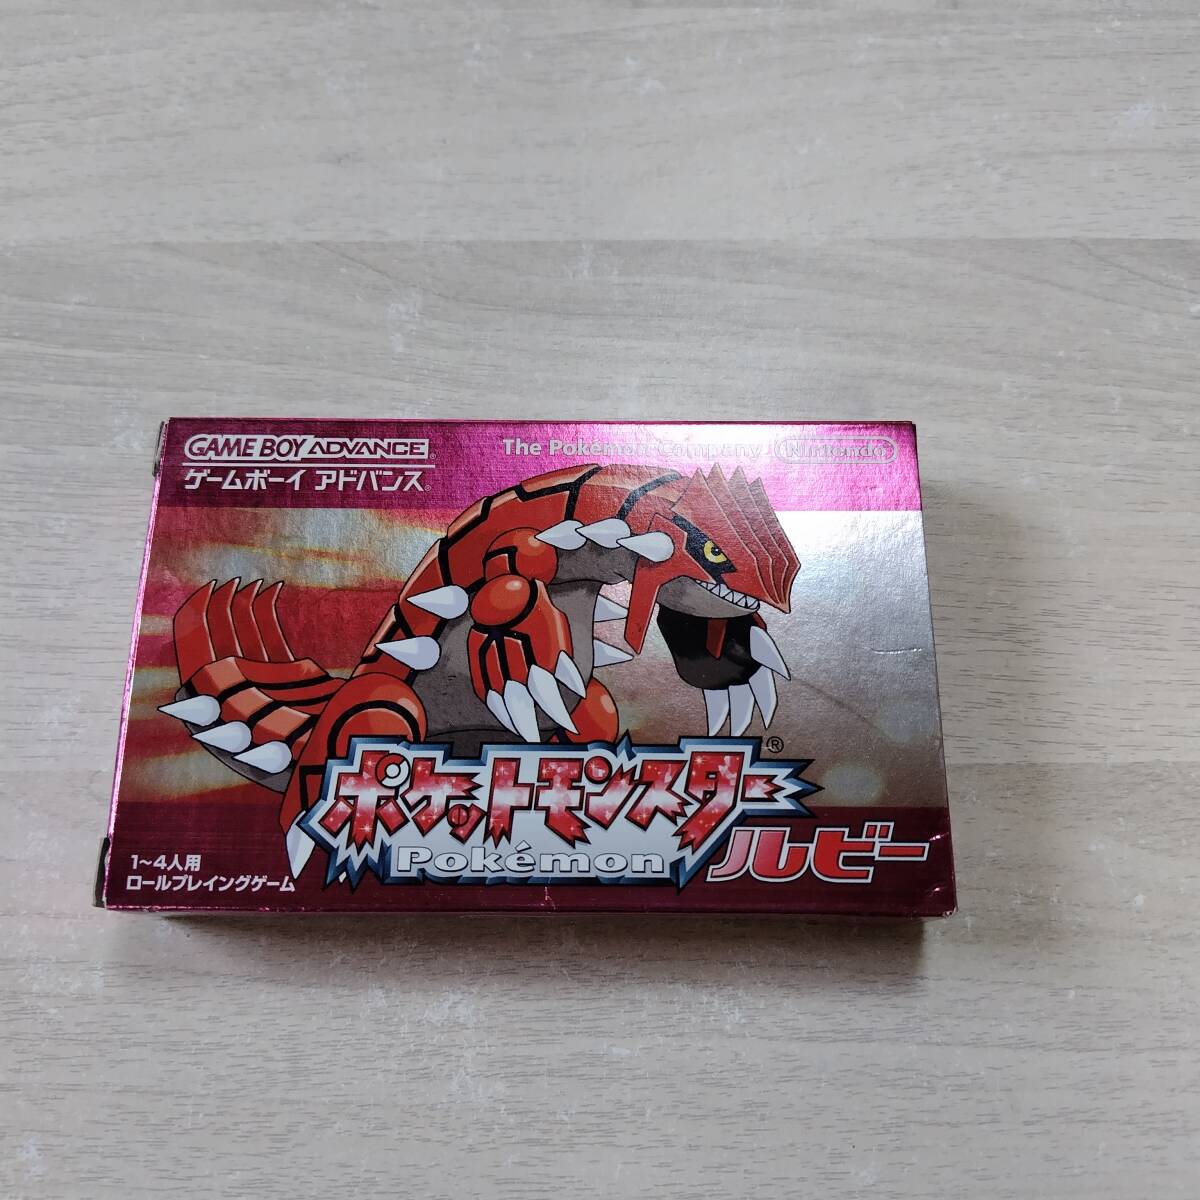 GAME BOY ADVANCE®
ゲームボーイ アドバンス®
The Pokémon Company
Nintendo
ポケットモンスター®
Pokémon
ルビー
1〜4人用
ロールプレイングゲーム